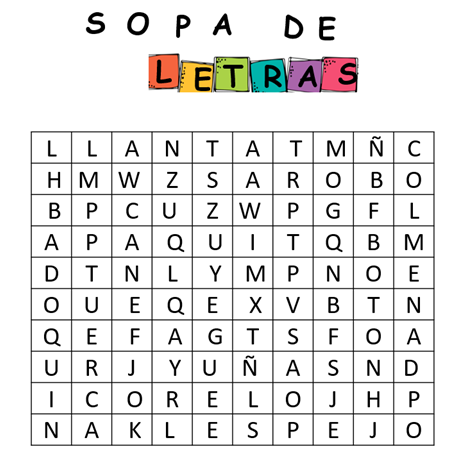 SOPA DE
LETRAS
L L A N T A T M Ñ C
H M W Z S A R O B O
B P C U Z W P G F L
A P A Q U I T Q B M
D T N L Y M P N O E
O U E Q E X V B T N
Q E F A G T S F O A
U R J Y U Ñ A S N D
I C O R E L O J H P
N A K L E S P E J O